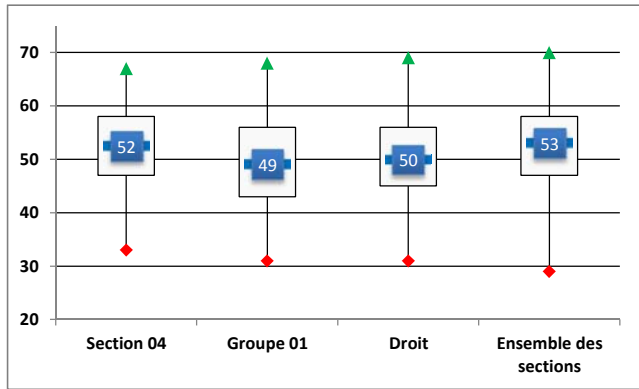 70
60
50
40
30
20
52
49
50
53
Section 04
Groupe 01
Droit
Ensemble des
sections